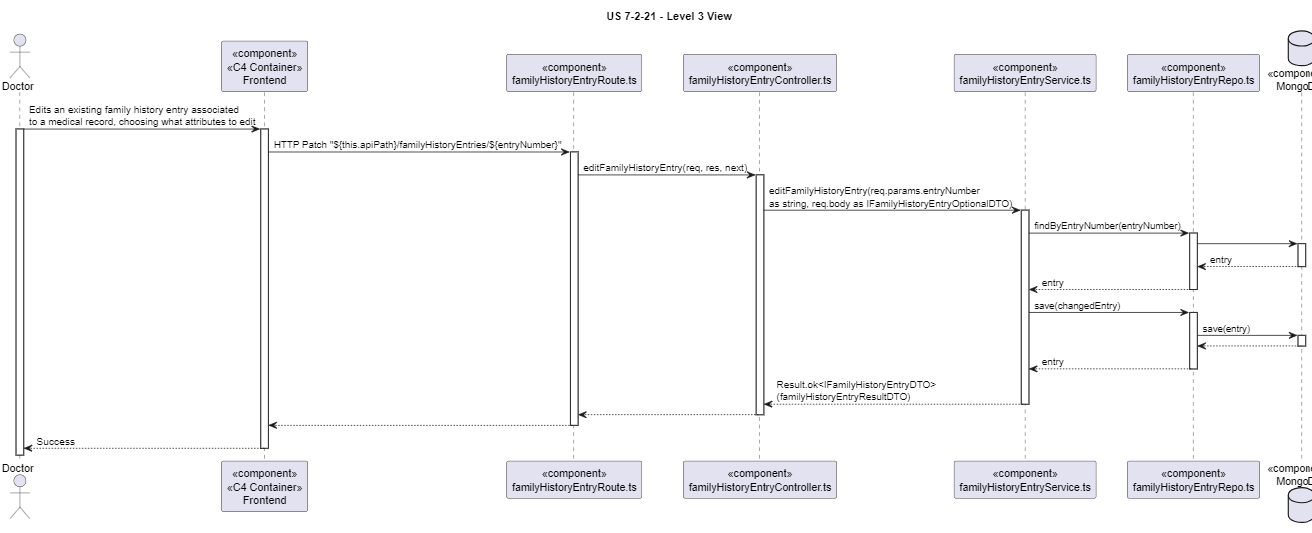 US 7-2-21 - Level 3 View
Doctor
«component»
«C4 Container»
Frontend
«component»
familyHistoryEntryRoute.ts
«component»
familyHistoryEntryController.ts
«component»
familyHistoryEntryService.ts
«component»
familyHistoryEntryRepo.ts
«compone
MongoD
Edits an existing family history entry associated
to a medical record, choosing what attributes to edit
HTTP Patch "${this.apiPath}/familyHistoryEntries/${entryNumber}"
editFamilyHistoryEntry(req, res, next)
editFamilyHistoryEntry(req.params.entryNumber
as string, req.body as IFamilyHistoryEntryOptionalDTO)
findByEntryNumber(entryNumber)
entry
entry
save(changedEntry)
save(entry)
entry
Result.ok<IFamilyHistoryEntryDTO>
(familyHistoryEntryResultDTO)
Success
Doctor
«component»
«C4 Container»
Frontend
«component»
familyHistoryEntryRoute.ts
«component»
familyHistoryEntryController.ts
«component»
familyHistoryEntryService.ts
«component»
familyHistoryEntryRepo.ts
«compone
MongoD